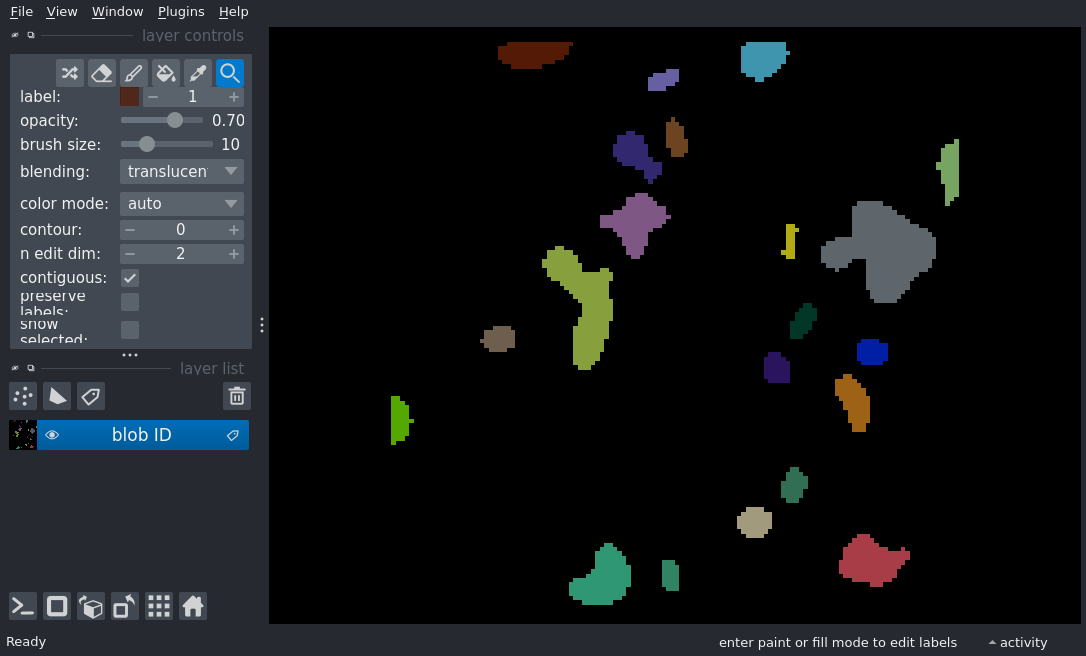 File View Window Plugins Help
layer controls
label: 1
opacity: 0.70
brush size: 10
blending: translucen
color mode: auto
contour: 0
n edit dim: 2
contiguous:
preserve
labels:
show
selected:
layer list
blob ID
Ready
enter paint or fill mode to edit labels
activity